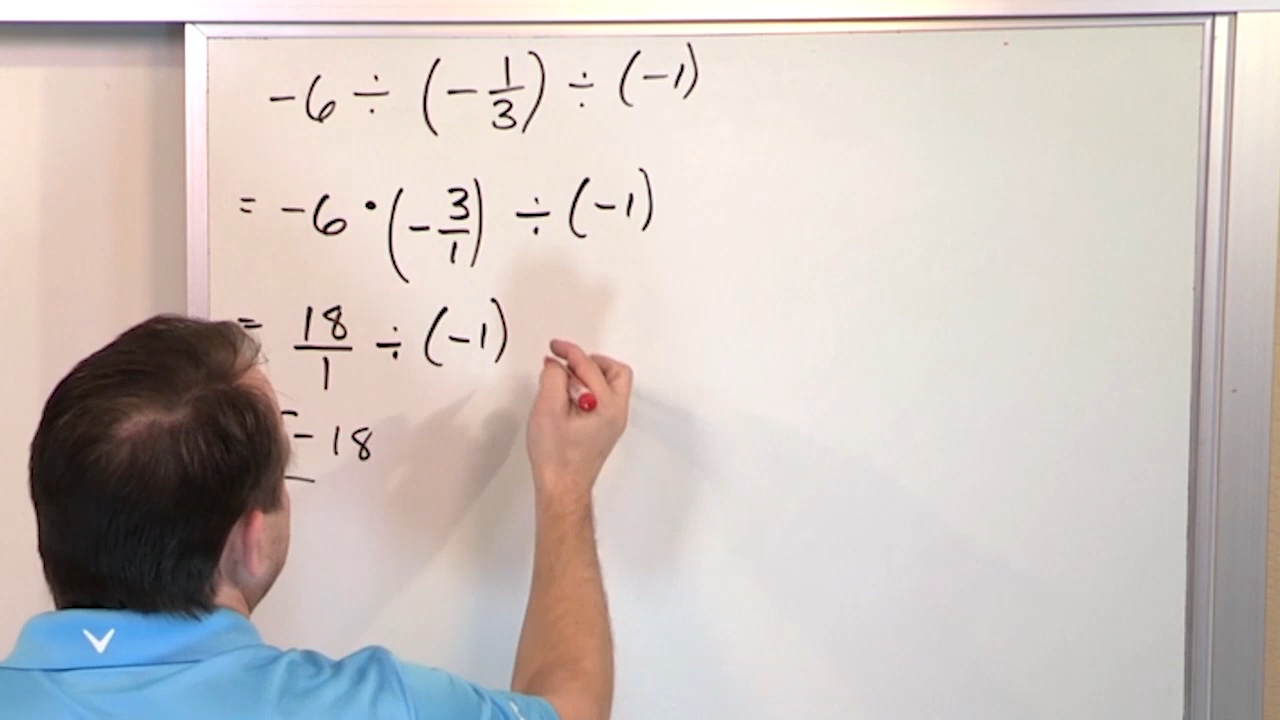 -6 ÷ (-1/3) ÷ (-1)
= -6 · (-3/1) ÷ (-1)
= 18/1 ÷ (-1)
-18